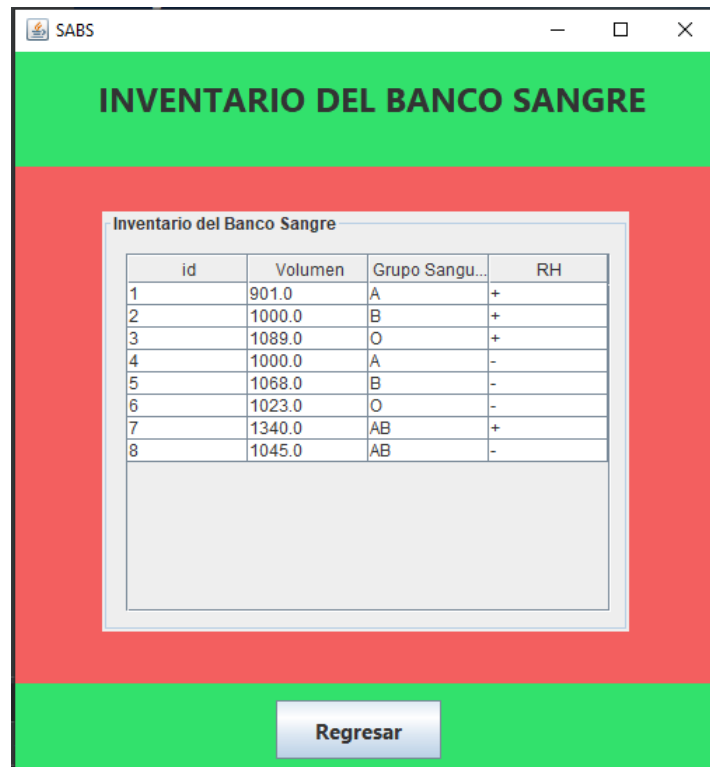 SABS
INVENTARIO DEL BANCO SANGRE
Inventario del Banco Sangre
id Volumen Grupo Sangu... RH
1 901.0 A +
2 1000.0 B +
3 1089.0 O +
4 1000.0 A -
5 1068.0 B -
6 1023.0 O -
7 1340.0 AB +
8 1045.0 AB -
Regresar